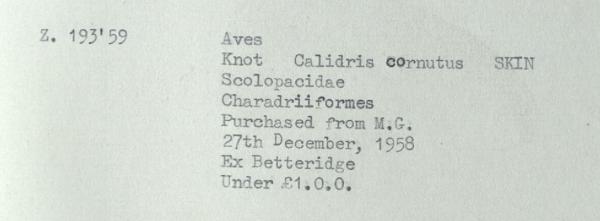 Z. 193'59 Aves
Knot Calidris cornutus SKIN
Scolopacidae
Charadriiformes
Purchased from M.G.
27th December, 1958
Ex Betteridge
Under £1.0.0.